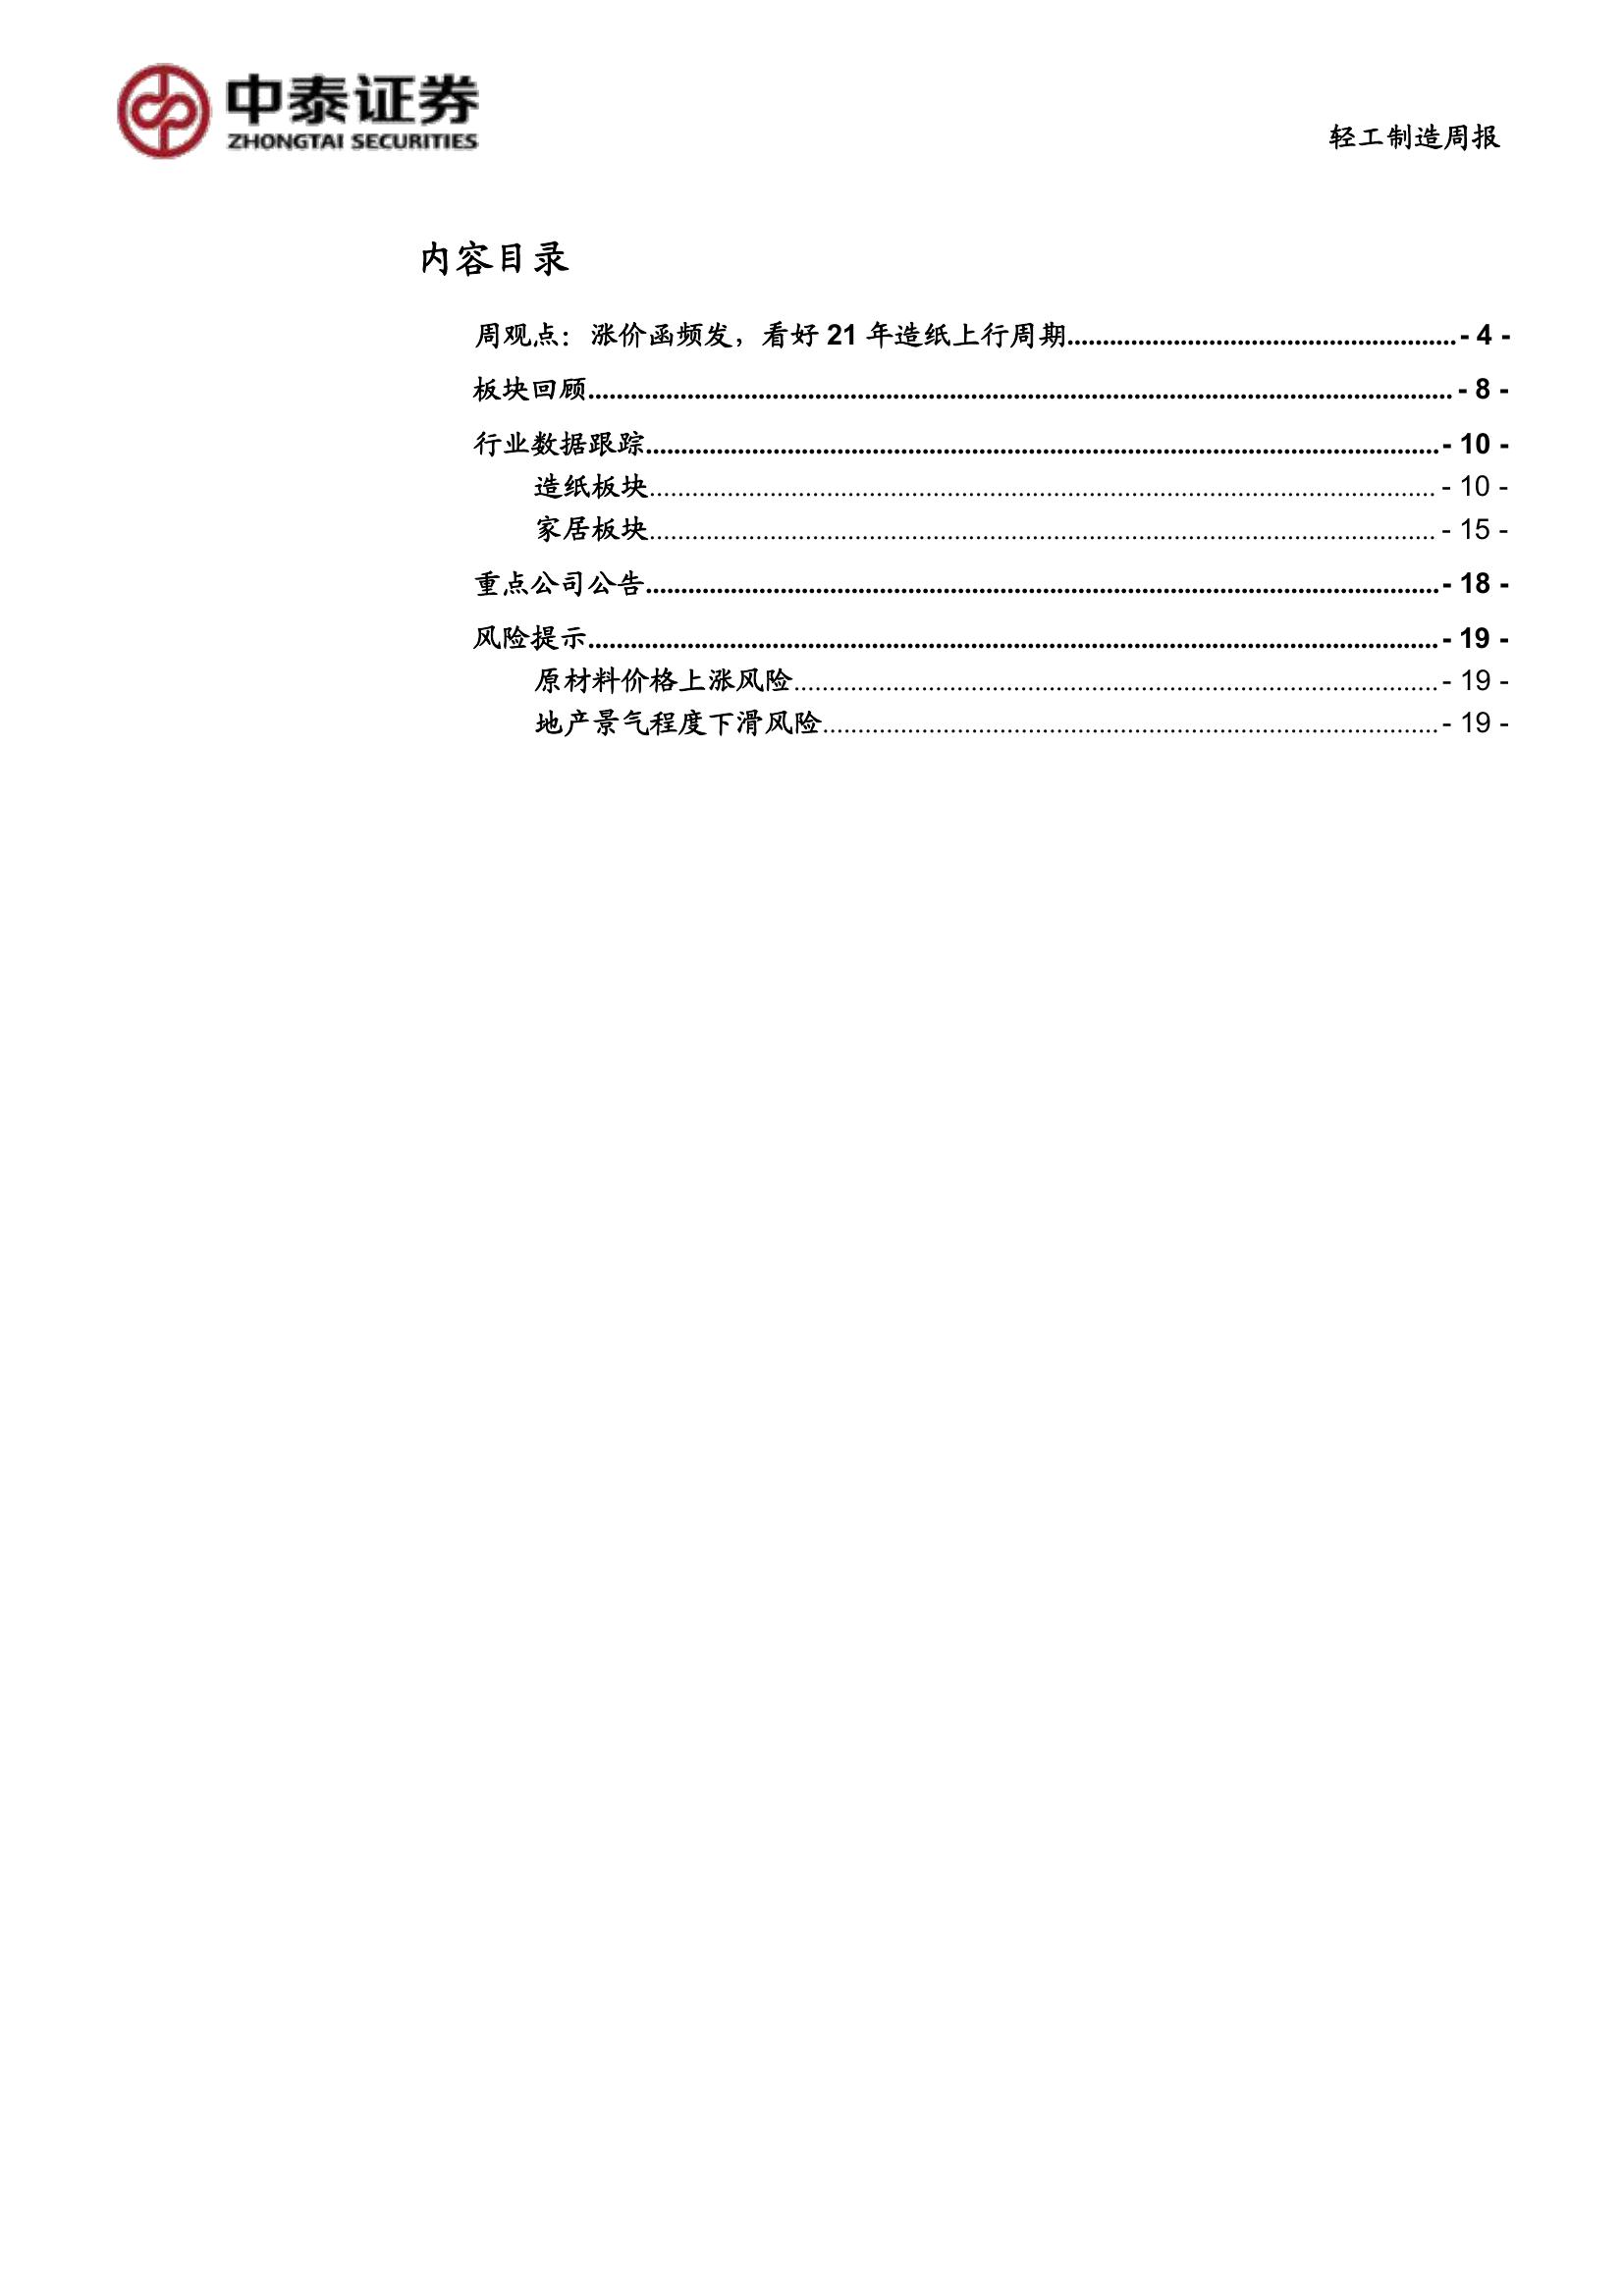 中泰证券
ZHONGTAI SECURITIES
轻工制造周报
内容目录
周观点：涨价函频发，看好 21 年造纸上行周期 - 4 -
板块回顾 - 8 -
行业数据跟踪 - 10 -
造纸板块 - 10 -
家居板块 - 15 -
重点公司公告 - 18 -
风险提示 - 19 -
原材料价格上涨风险 - 19 -
地产景气程度下滑风险 - 19 -